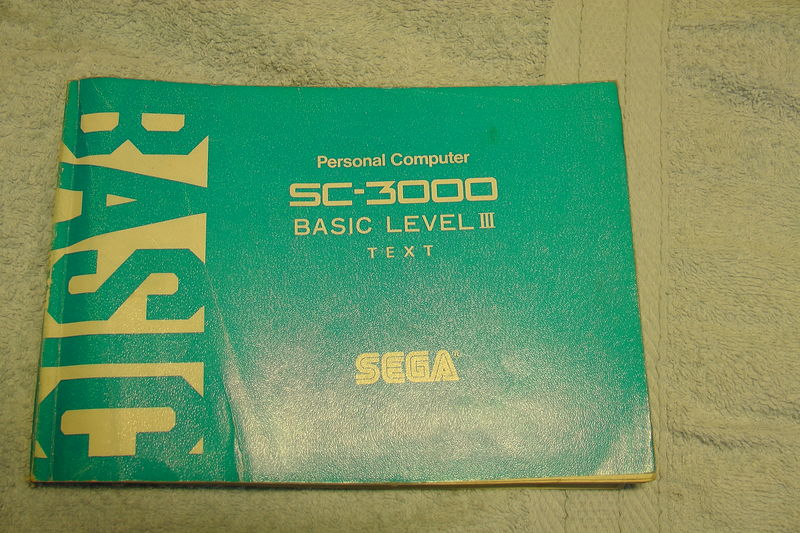 BASIC
Personal Computer
SC-3000
BASIC LEVEL III
TEXT
SEGA